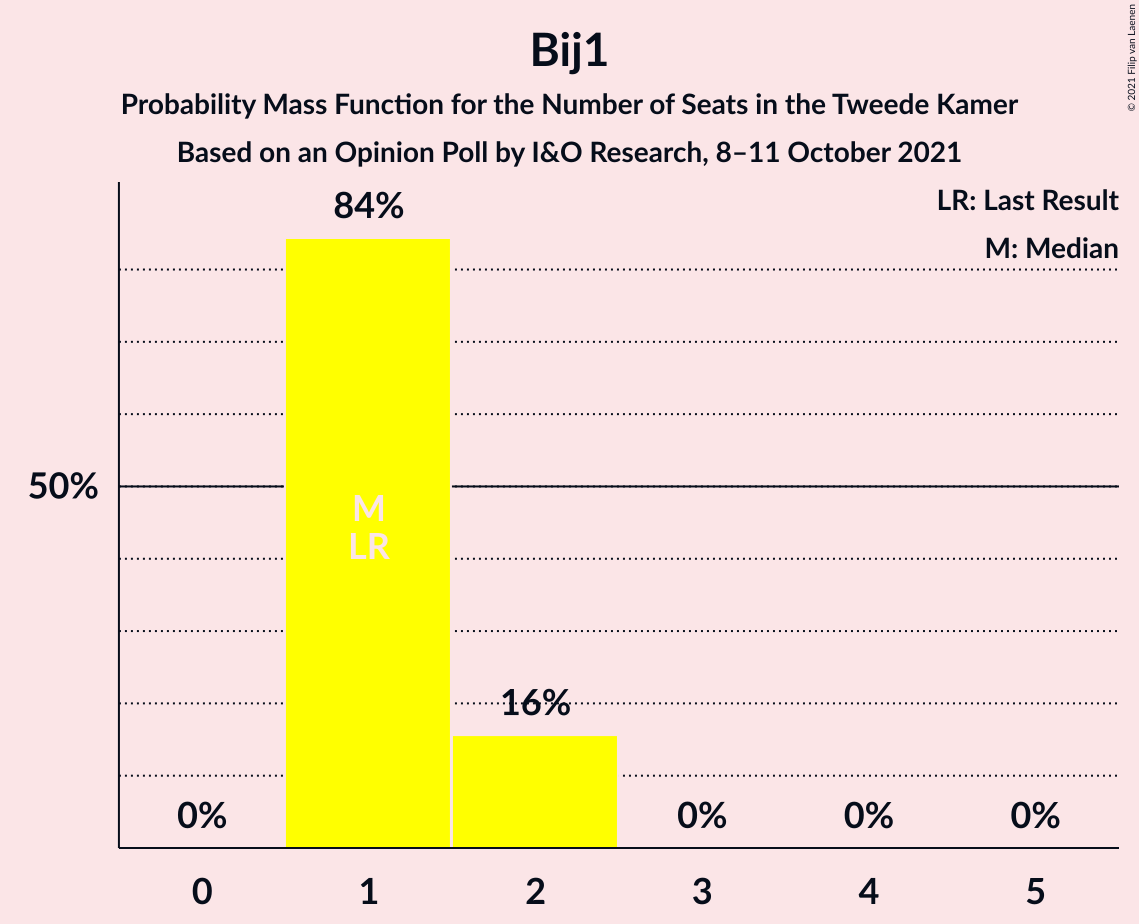 Bij1
Probability Mass Function for the Number of Seats in the Tweede Kamer
Based on an Opinion Poll by I&O Research, 8–11 October 2021
© 2021 Filip van Laenen
LR: Last Result
M: Median
84%
50%
M
LR
16%
0%
0%
0%
0%
0
1
2
3
4
5